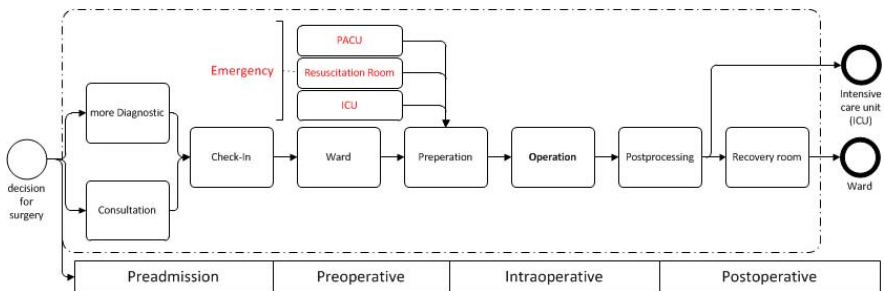 PACU
Emergency
Resuscitation Room
ICU
more Diagnostic
Check-In
Ward
Preperation
Operation
Postprocessing
Recovery room
Consultation
decision
for
surgery
Intensive
care unit
(ICU)
Ward
Preadmission
Preoperative
Intraoperative
Postoperative